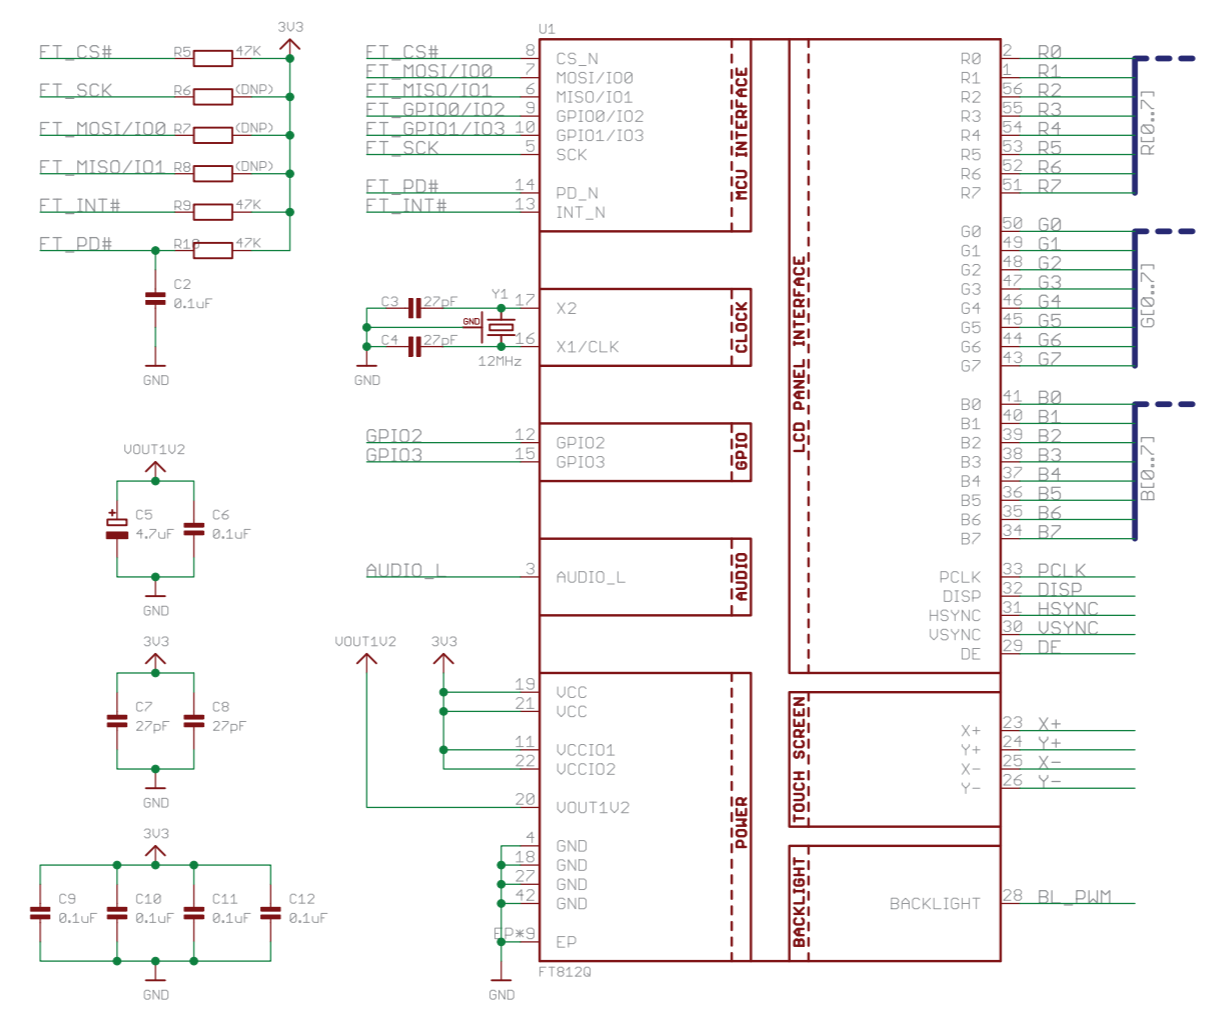 3V3
FT_CS# R5 47K
FT_SCK R6 (DNP)
FT_MOSI/IO0 R7 (DNP)
FT_MISO/IO1 R8 (DNP)
FT_INT# R9 47K
FT_PD# R10 47K
C2
0.1uF
GND
VOUT1V2
C5
4.7uF
C6
0.1uF
GND
3V3
C7
27pF
C8
27pF
GND
3V3
C9
0.1uF
C10
0.1uF
C11
0.1uF
C12
0.1uF
GND
U1
FT_CS# 8 CS_N
FT_MOSI/IO0 7 MOSI/IO0
FT_MISO/IO1 6 MISO/IO1
FT_GPIO0/IO2 9 GPIO0/IO2
FT_GPIO1/IO3 10 GPIO1/IO3
FT_SCK 5 SCK
FT_PD# 14 PD_N
FT_INT# 13 INT_N
MCU INTERFACE
C3 27pF Y1 17 X2
GND
C4 27pF 16 X1/CLK
12MHz
GND
CLOCK
GPIO2 12 GPIO2
GPIO3 15 GPIO3
GPIO
AUDIO_L 3 AUDIO_L
AUDIO
VOUT1V2 3V3
19 VCC
21 VCC
11 VCCIO1
22 VCCIO2
20 VOUT1V2
4 GND
18 GND
27 GND
42 GND
EP*9 EP
POWER
GND
FT812Q
LCD PANEL INTERFACE
R0 2 R0
R1 1 R1
R2 56 R2
R3 55 R3
R4 54 R4
R5 53 R5
R6 52 R6
R7 51 R7
R[0..7]
G0 50 G0
G1 49 G1
G2 48 G2
G3 47 G3
G4 46 G4
G5 45 G5
G6 44 G6
G7 43 G7
G[0..7]
B0 41 B0
B1 40 B1
B2 39 B2
B3 38 B3
B4 37 B4
B5 36 B5
B6 35 B6
B7 34 B7
B[0..7]
PCLK 33 PCLK
DISP 32 DISP
HSYNC 31 HSYNC
VSYNC 30 VSYNC
DE 29 DE
TOUCH SCREEN
X+ 23 X+
Y+ 24 Y+
X- 25 X-
Y- 26 Y-
BACKLIGHT
BACKLIGHT 28 BL_PWM